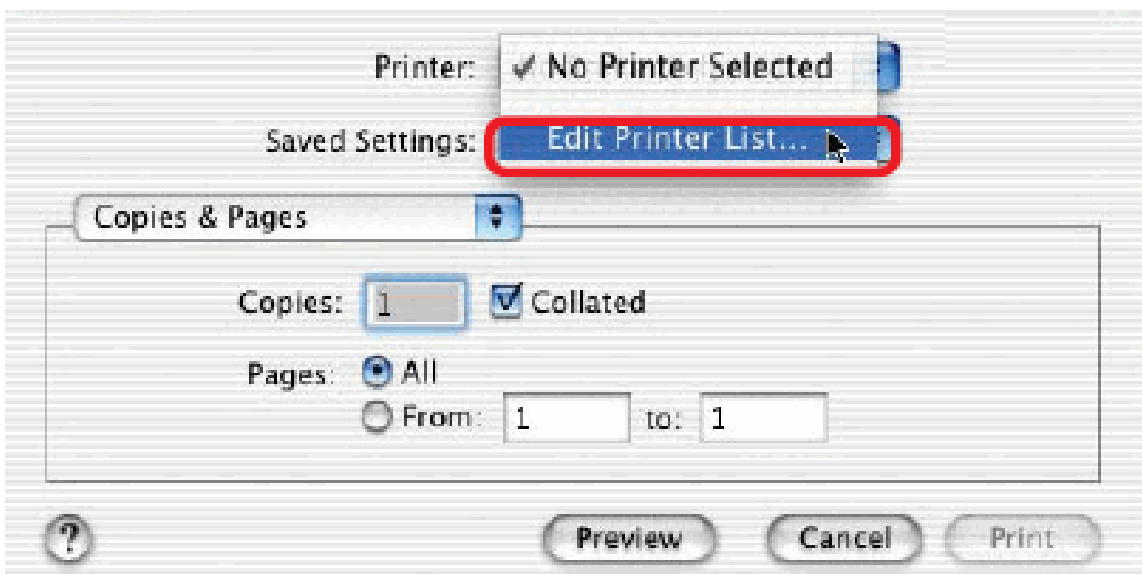 Printer: ✓ No Printer Selected
Saved Settings: Edit Printer List...
Copies & Pages
Copies: 1 Collated
Pages: All
From: 1 to: 1
? Preview Cancel Print